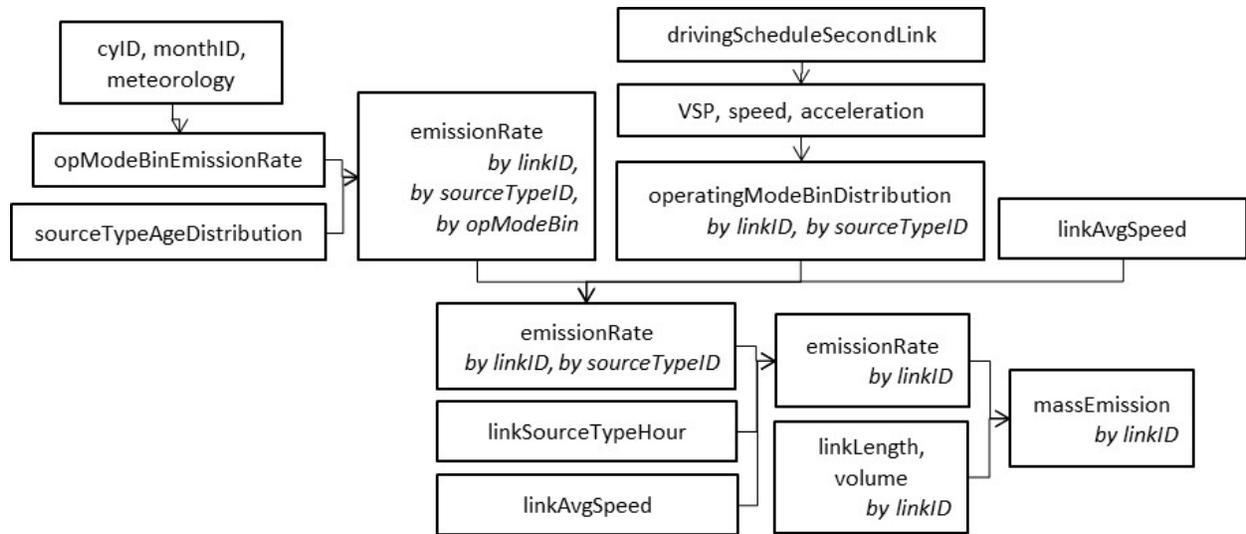 cyID, monthID,
meteorology
opModeBinEmissionRate
sourceTypeAgeDistribution
emissionRate
by linkID,
by sourceTypeID,
by opModeBin
drivingScheduleSecondLink
VSP, speed, acceleration
operatingModeBinDistribution
by linkID, by sourceTypeID
linkAvgSpeed
emissionRate
by linkID, by sourceTypeID
linkSourceTypeHour
linkAvgSpeed
emissionRate
by linkID
linkLength,
volume
by linkID
massEmission
by linkID